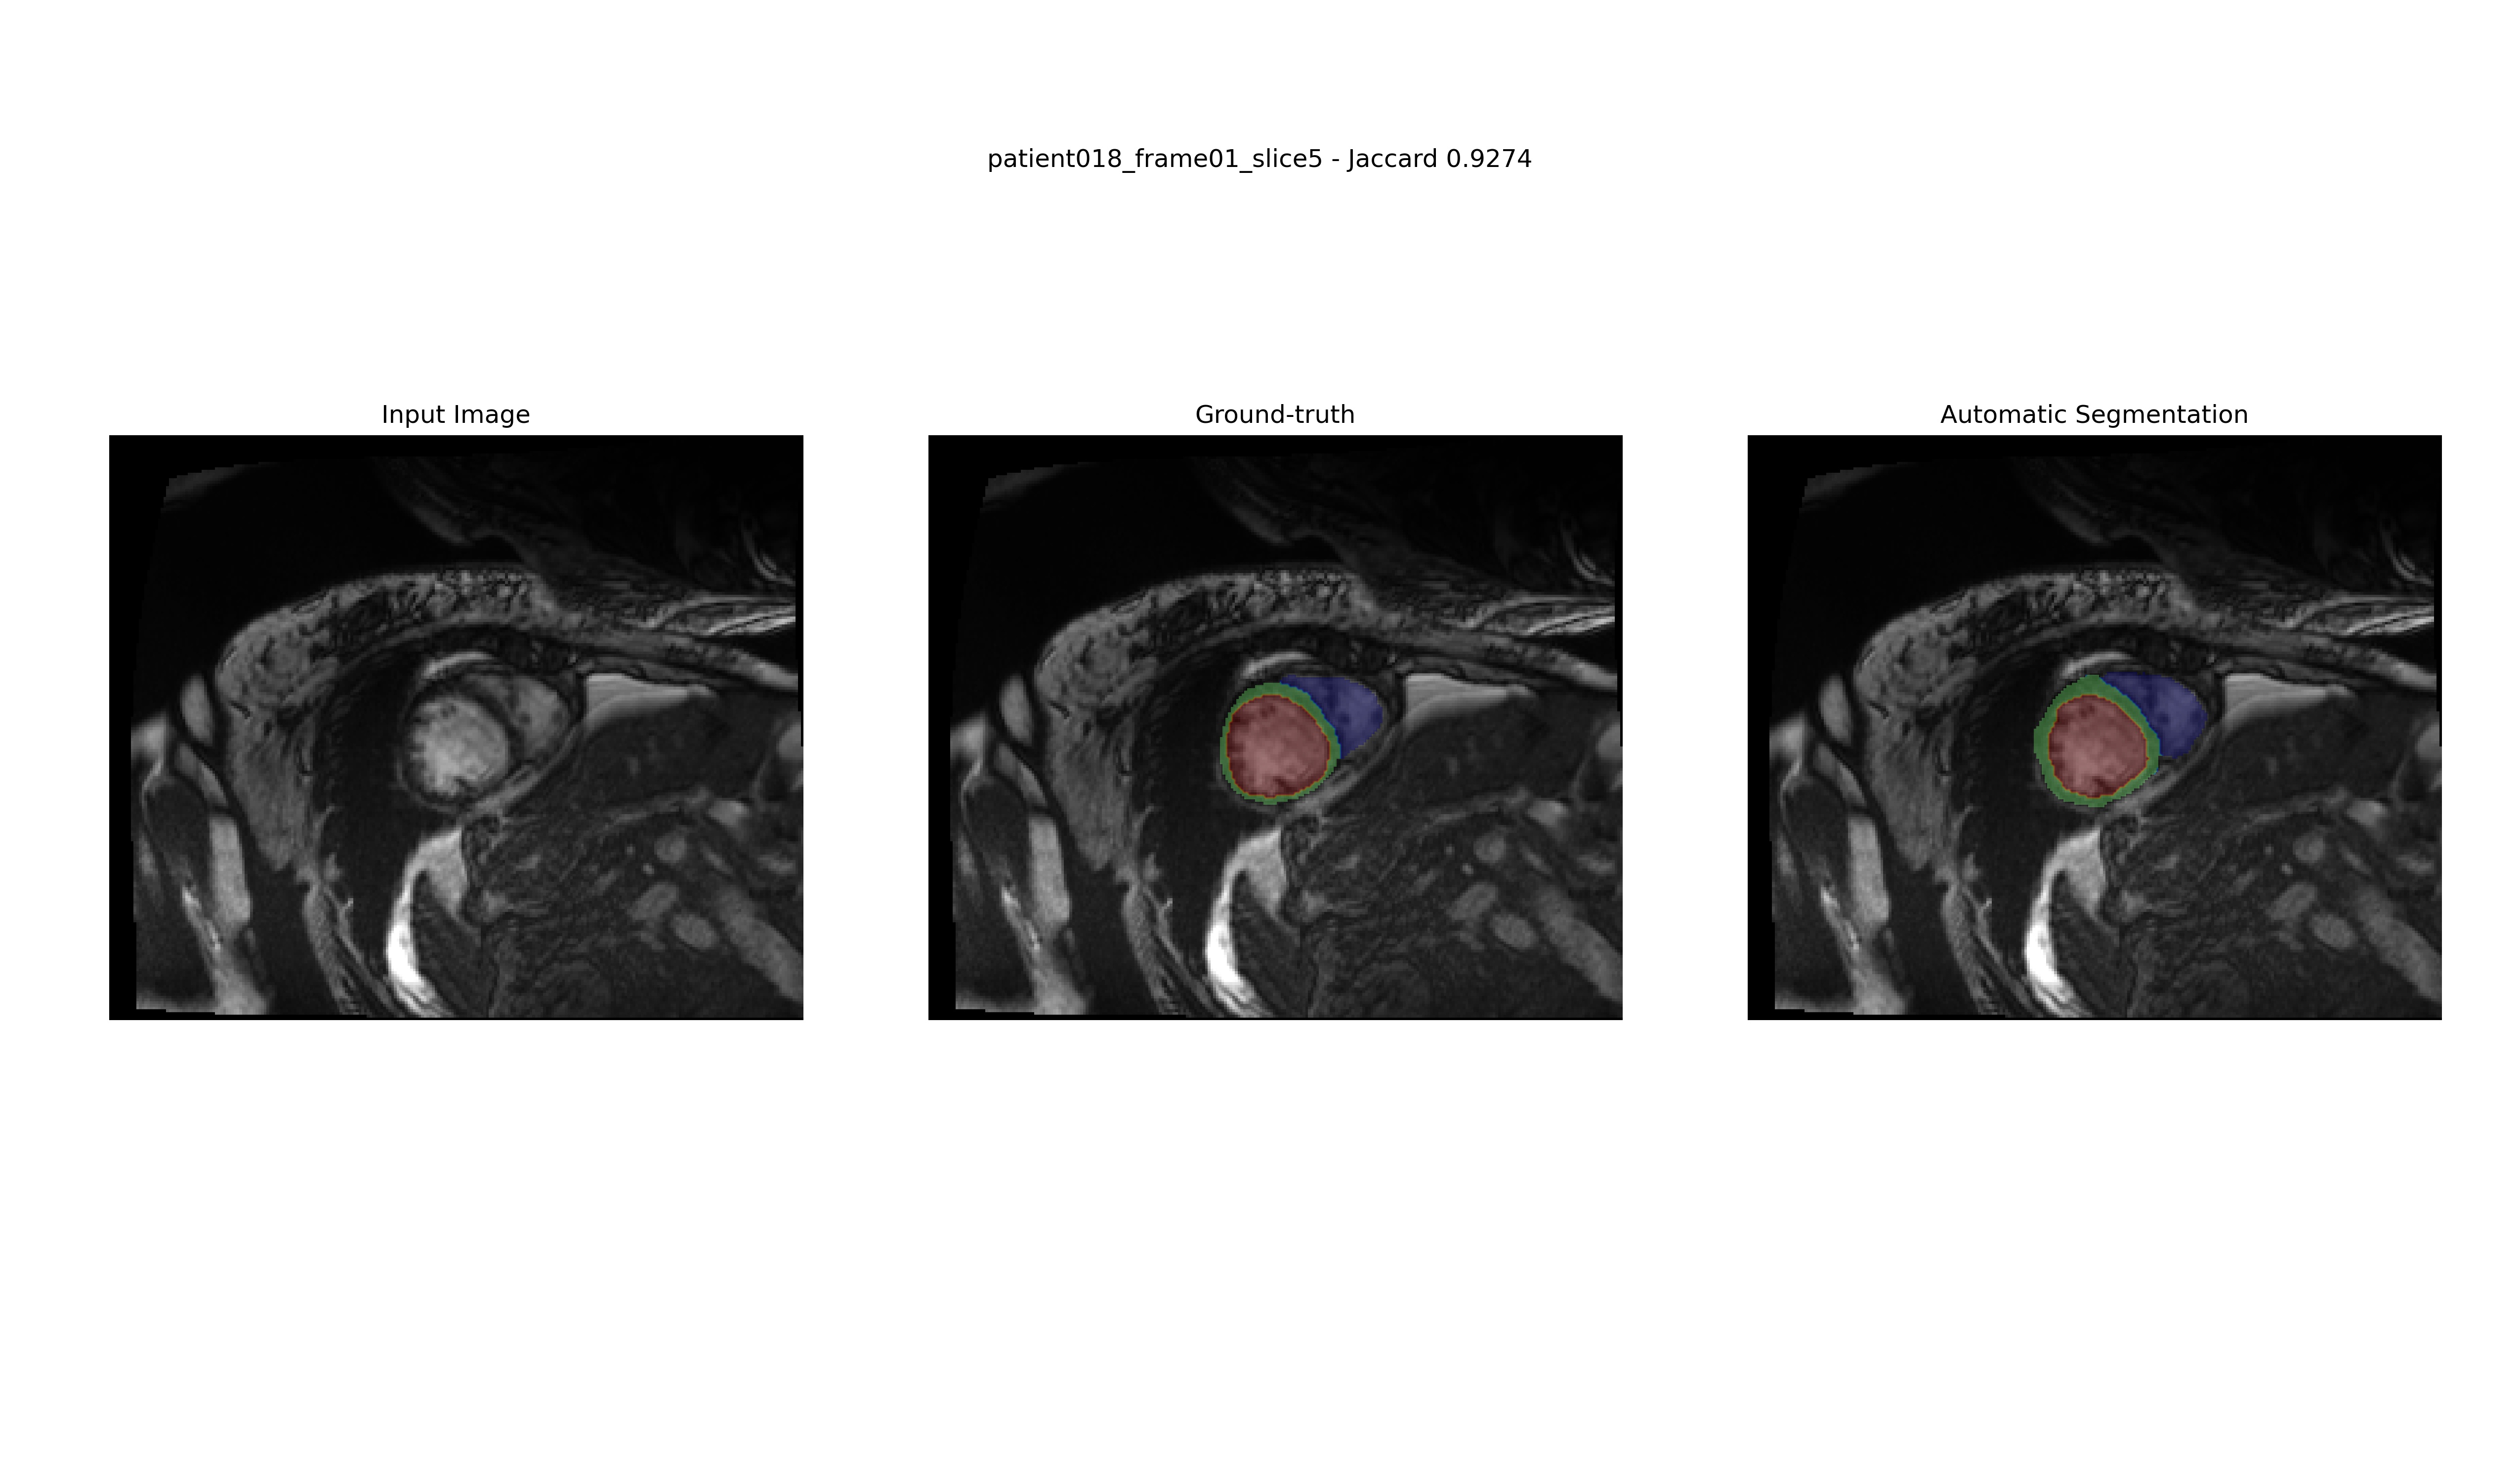 patient018_frame01_slice5 - Jaccard 0.9274
Input Image
Ground-truth
Automatic Segmentation